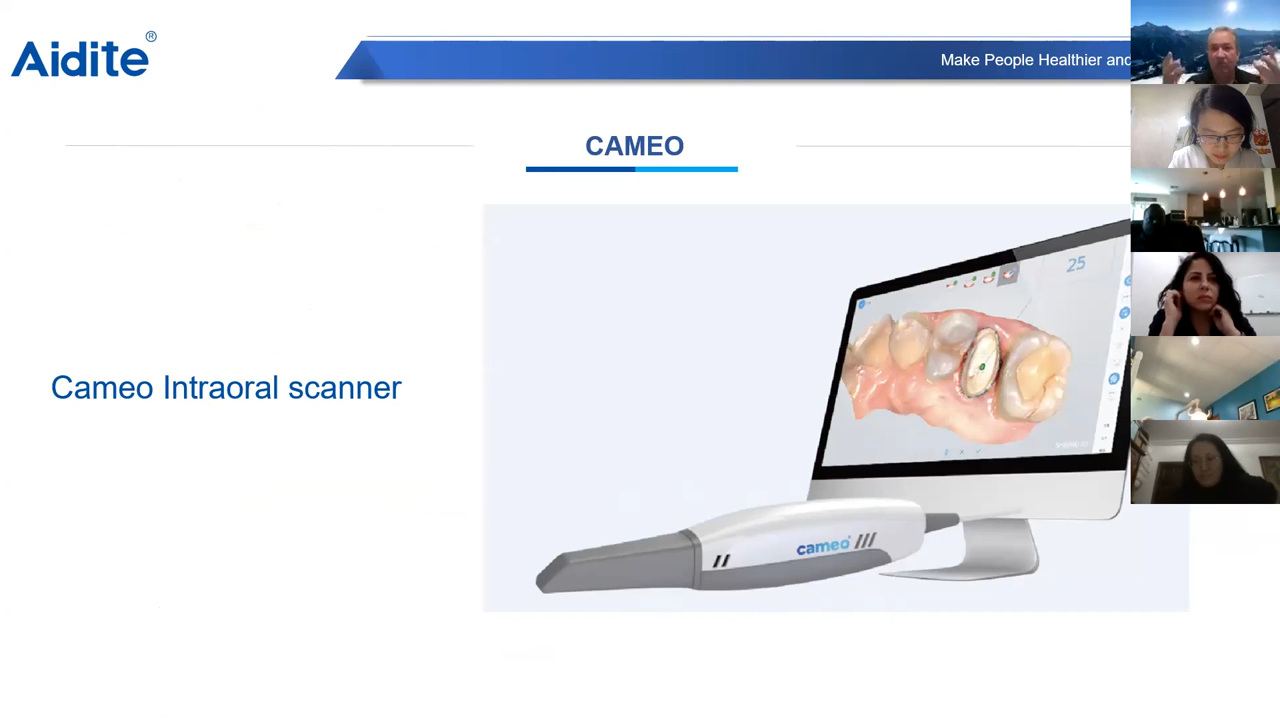 Aidite®
Make People Healthier and
CAMEO
25
Cameo Intraoral scanner
cameo